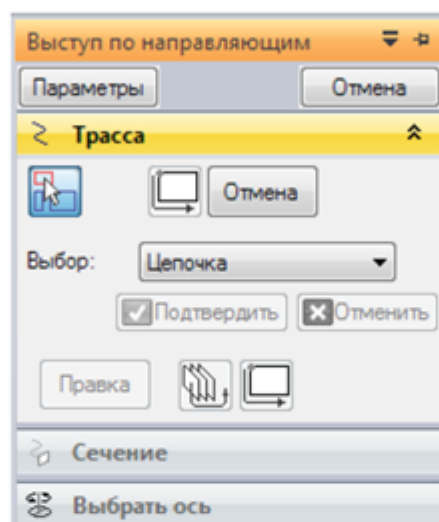 Выступ по направляющим
Параметры Отмена
Трасса
Отмена
Выбор: Цепочка
Подтвердить Отменить
Правка
Сечение
Выбрать ось